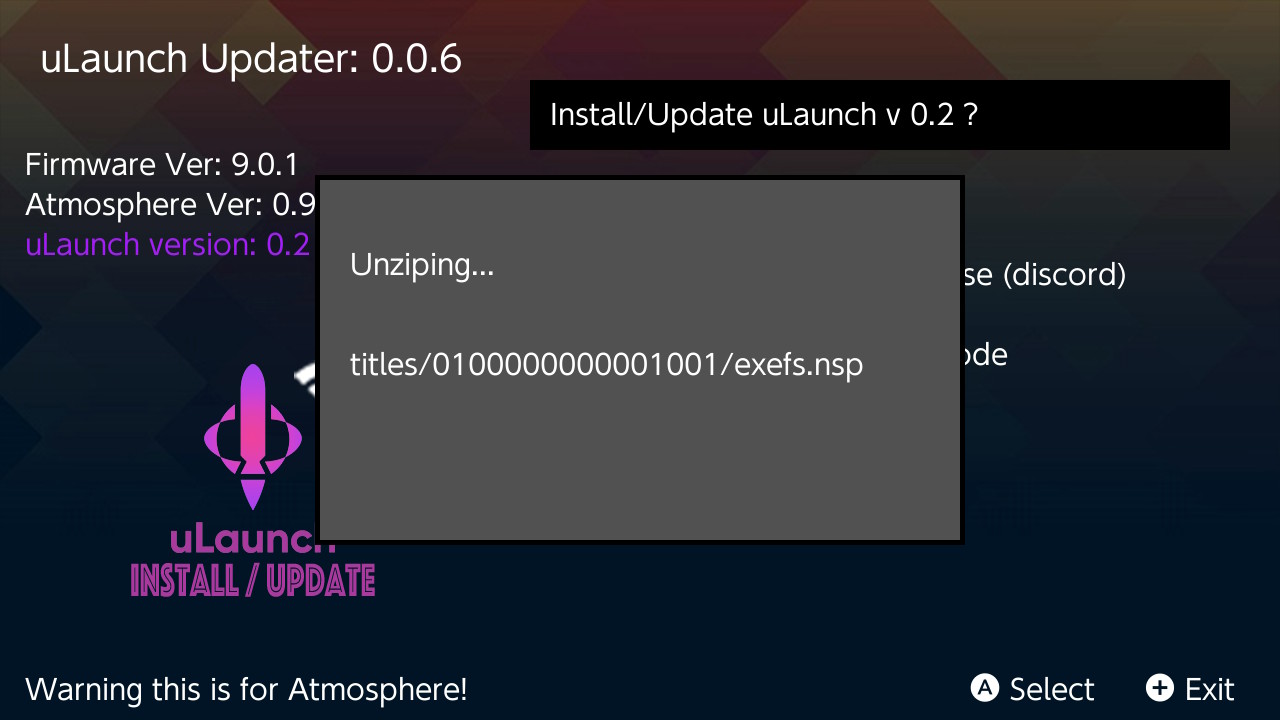 uLaunch Updater: 0.0.6
Install/Update uLaunch v 0.2 ?
Firmware Ver: 9.0.1
Atmosphere Ver: 0.9
uLaunch version: 0.2
Unziping...
(discord)
titles/0100000000001001/exefs.nsp
uLaunch
INSTALL / UPDATE
Warning this is for Atmosphere!
A Select
+ Exit